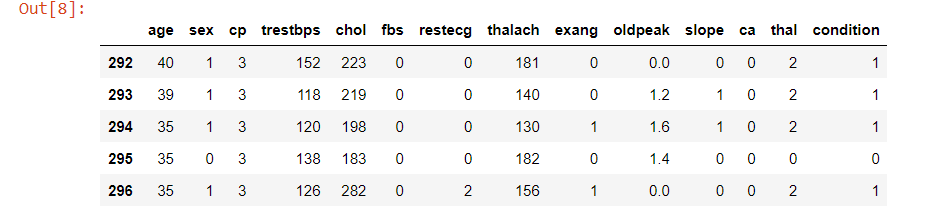 Out[8]:
age sex cp trestbps chol fbs restecg thalach exang oldpeak slope ca thal condition
292 40 1 3 152 223 0 0 181 0 0.0 0 0 2 1
293 39 1 3 118 219 0 0 140 0 1.2 1 0 2 1
294 35 1 3 120 198 0 0 130 1 1.6 1 0 2 1
295 35 0 3 138 183 0 0 182 0 1.4 0 0 0 0
296 35 1 3 126 282 0 2 156 1 0.0 0 0 2 1